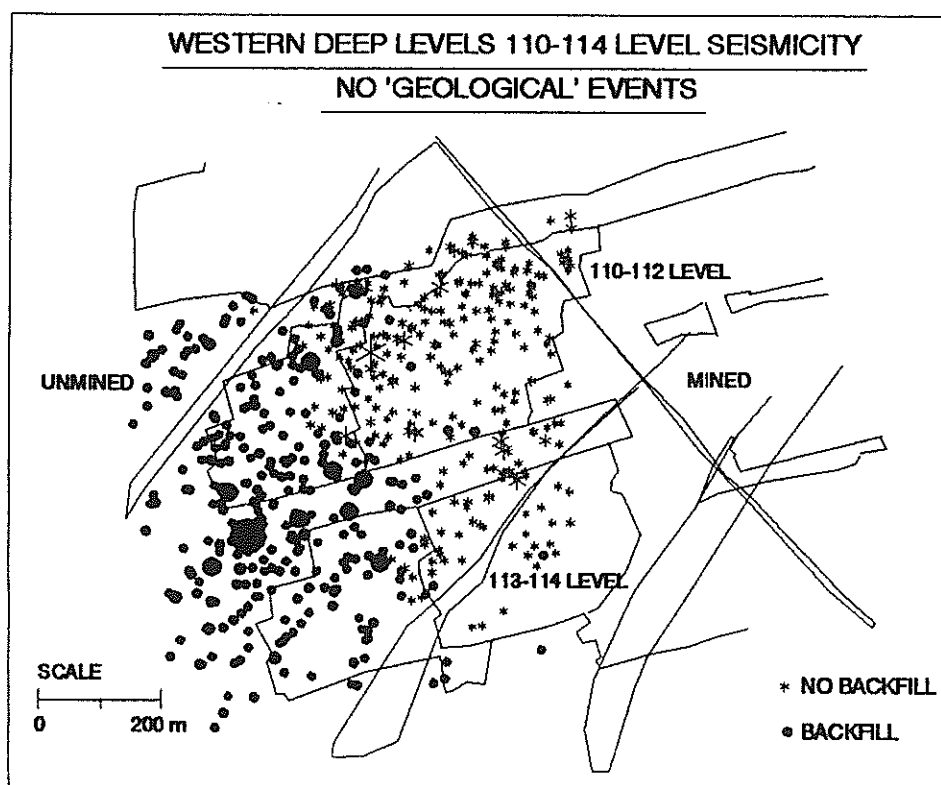 WESTERN DEEP LEVELS 110-114 LEVEL SEISMICITY
NO 'GEOLOGICAL' EVENTS
110-112 LEVEL
UNMINED
MINED
113-114 LEVEL
SCALE
0 200 m
* NO BACKFILL
● BACKFILL